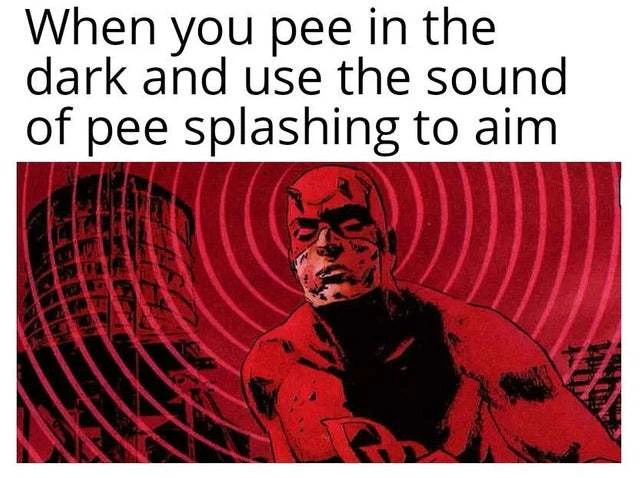 When you pee in the
dark and use the sound
of pee splashing to aim